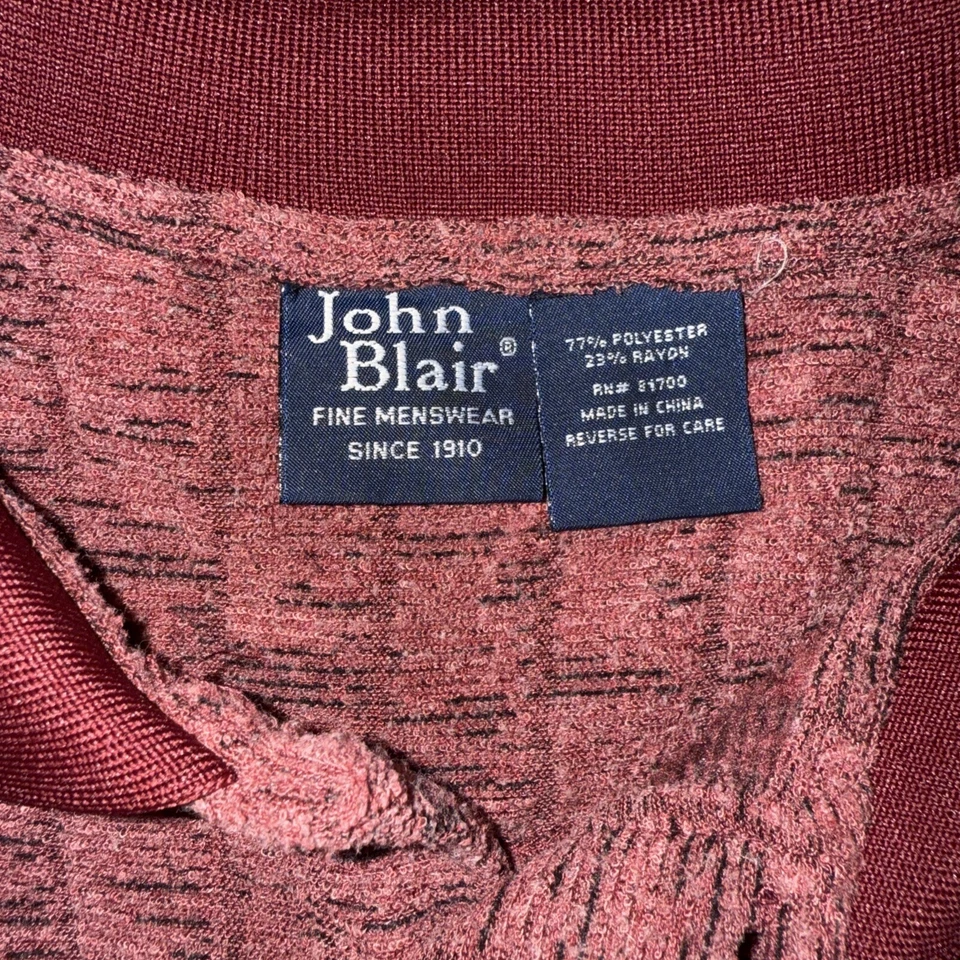 John
Blair®
FINE MENSWEAR
SINCE 1910
77% POLYESTER
23% RAYON
RN# 81700
MADE IN CHINA
REVERSE FOR CARE